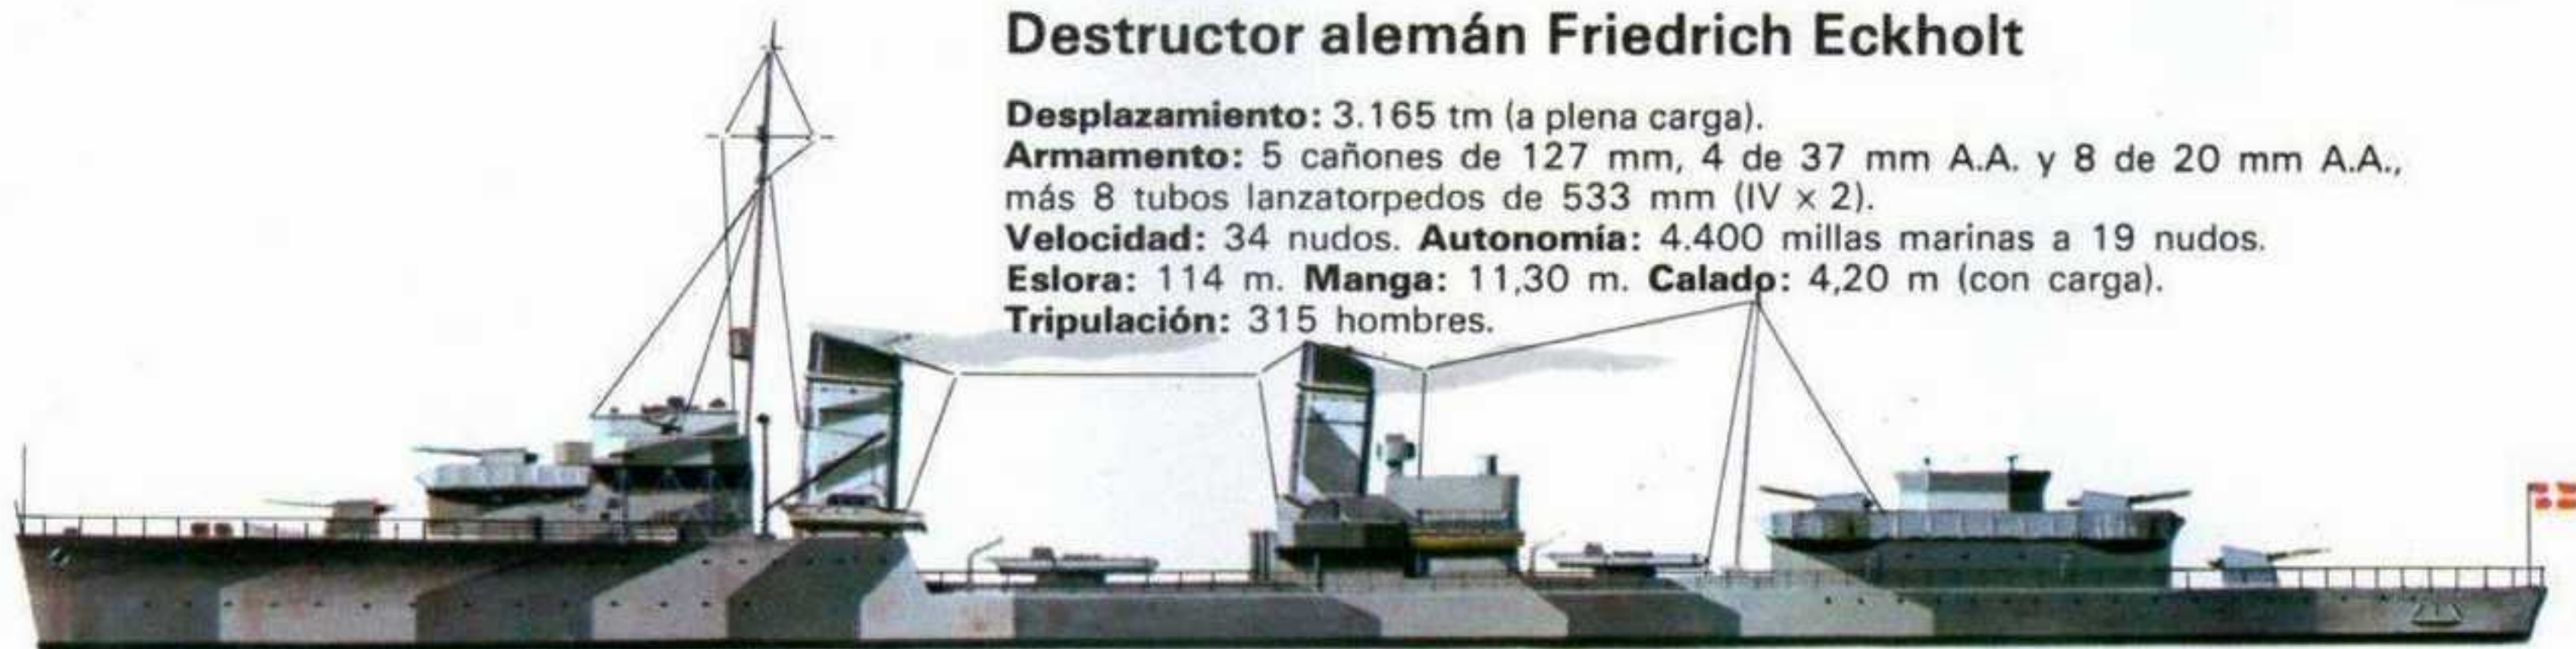 Destructor alemán Friedrich Eckholt
Desplazamiento: 3.165 tm (a plena carga).
Armamento: 5 cañones de 127 mm, 4 de 37 mm A.A. y 8 de 20 mm A.A.,
más 8 tubos lanzatorpedos de 533 mm (IV × 2).
Velocidad: 34 nudos. Autonomía: 4.400 millas marinas a 19 nudos.
Eslora: 114 m. Manga: 11,30 m. Calado: 4,20 m (con carga).
Tripulación: 315 hombres.